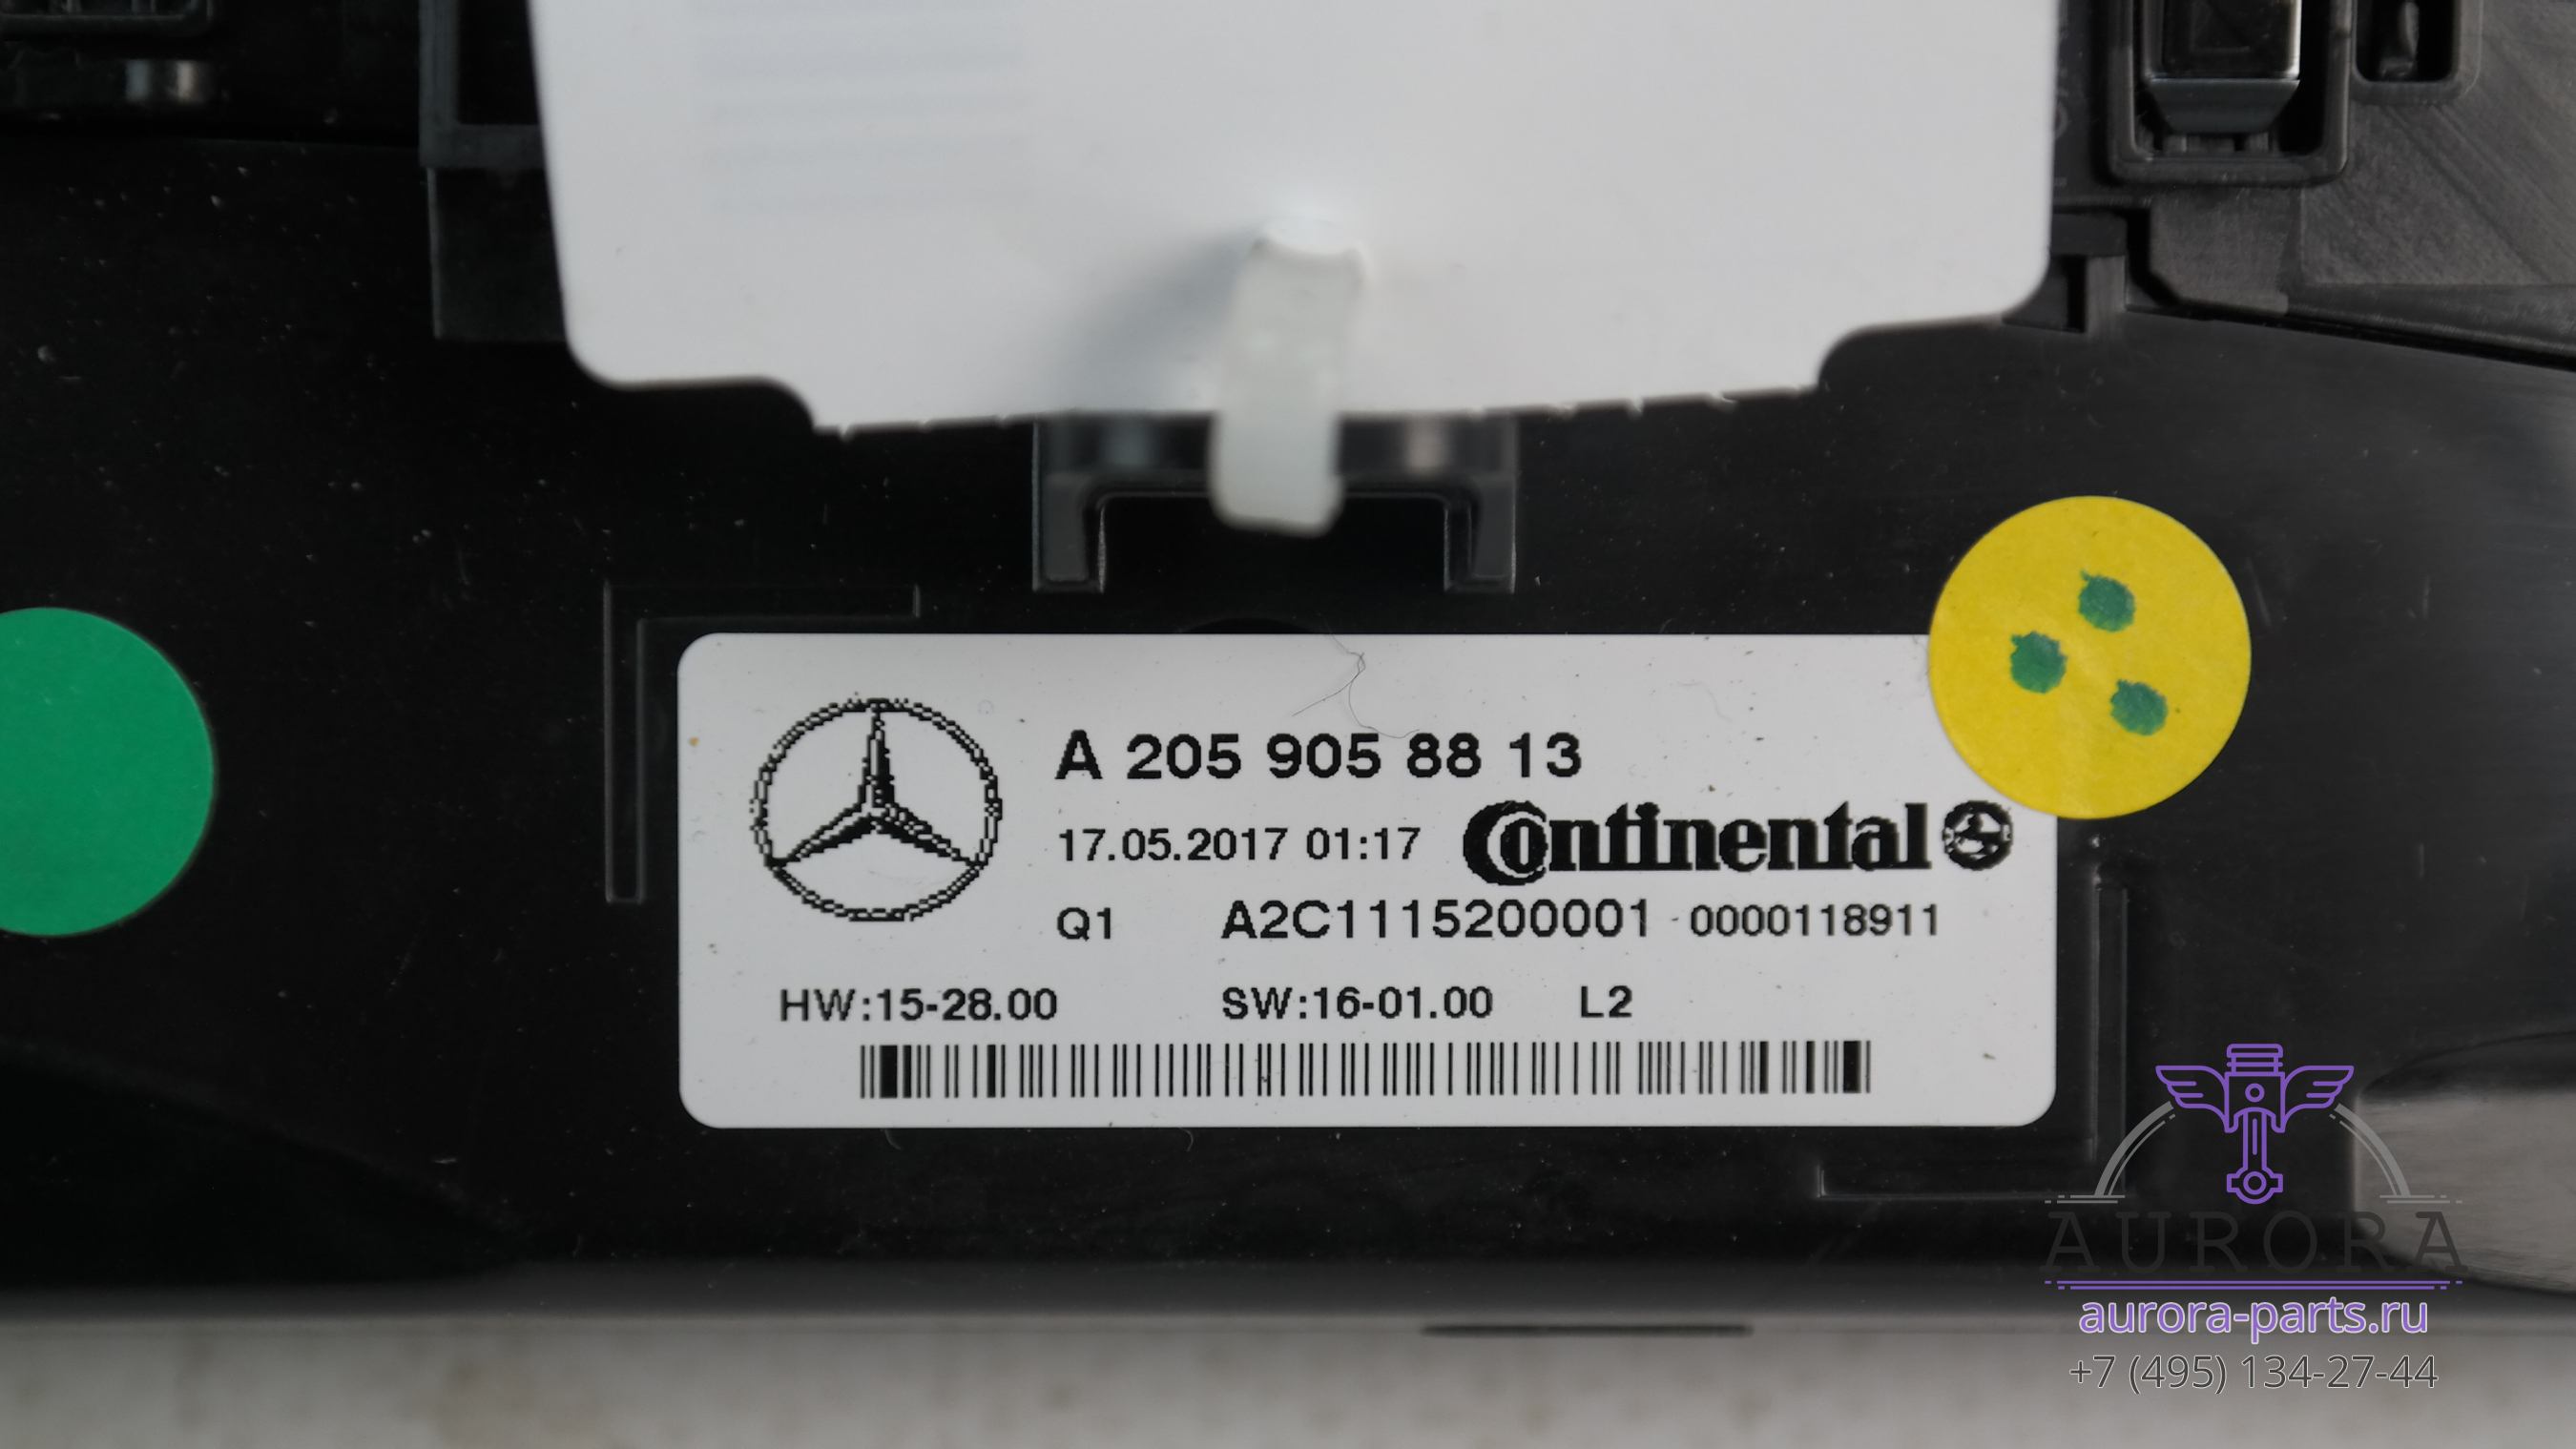 A 205 905 88 13
17.05.2017 01:17 Continental
Q1 A2C1115200001 0000118911
HW:15-28.00 SW:16-01.00 L2
AURORA
aurora-parts.ru
+7 (495) 134-27-44